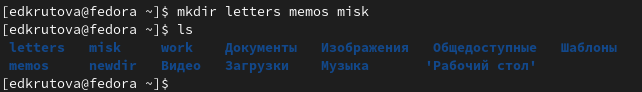 [edkrutova@fedora ~]$ mkdir letters memos misk
[edkrutova@fedora ~]$ ls
letters misk work Документы Изображения Общедоступные Шаблоны
memos newdir Видео Загрузки Музыка 'Рабочий стол'
[edkrutova@fedora ~]$